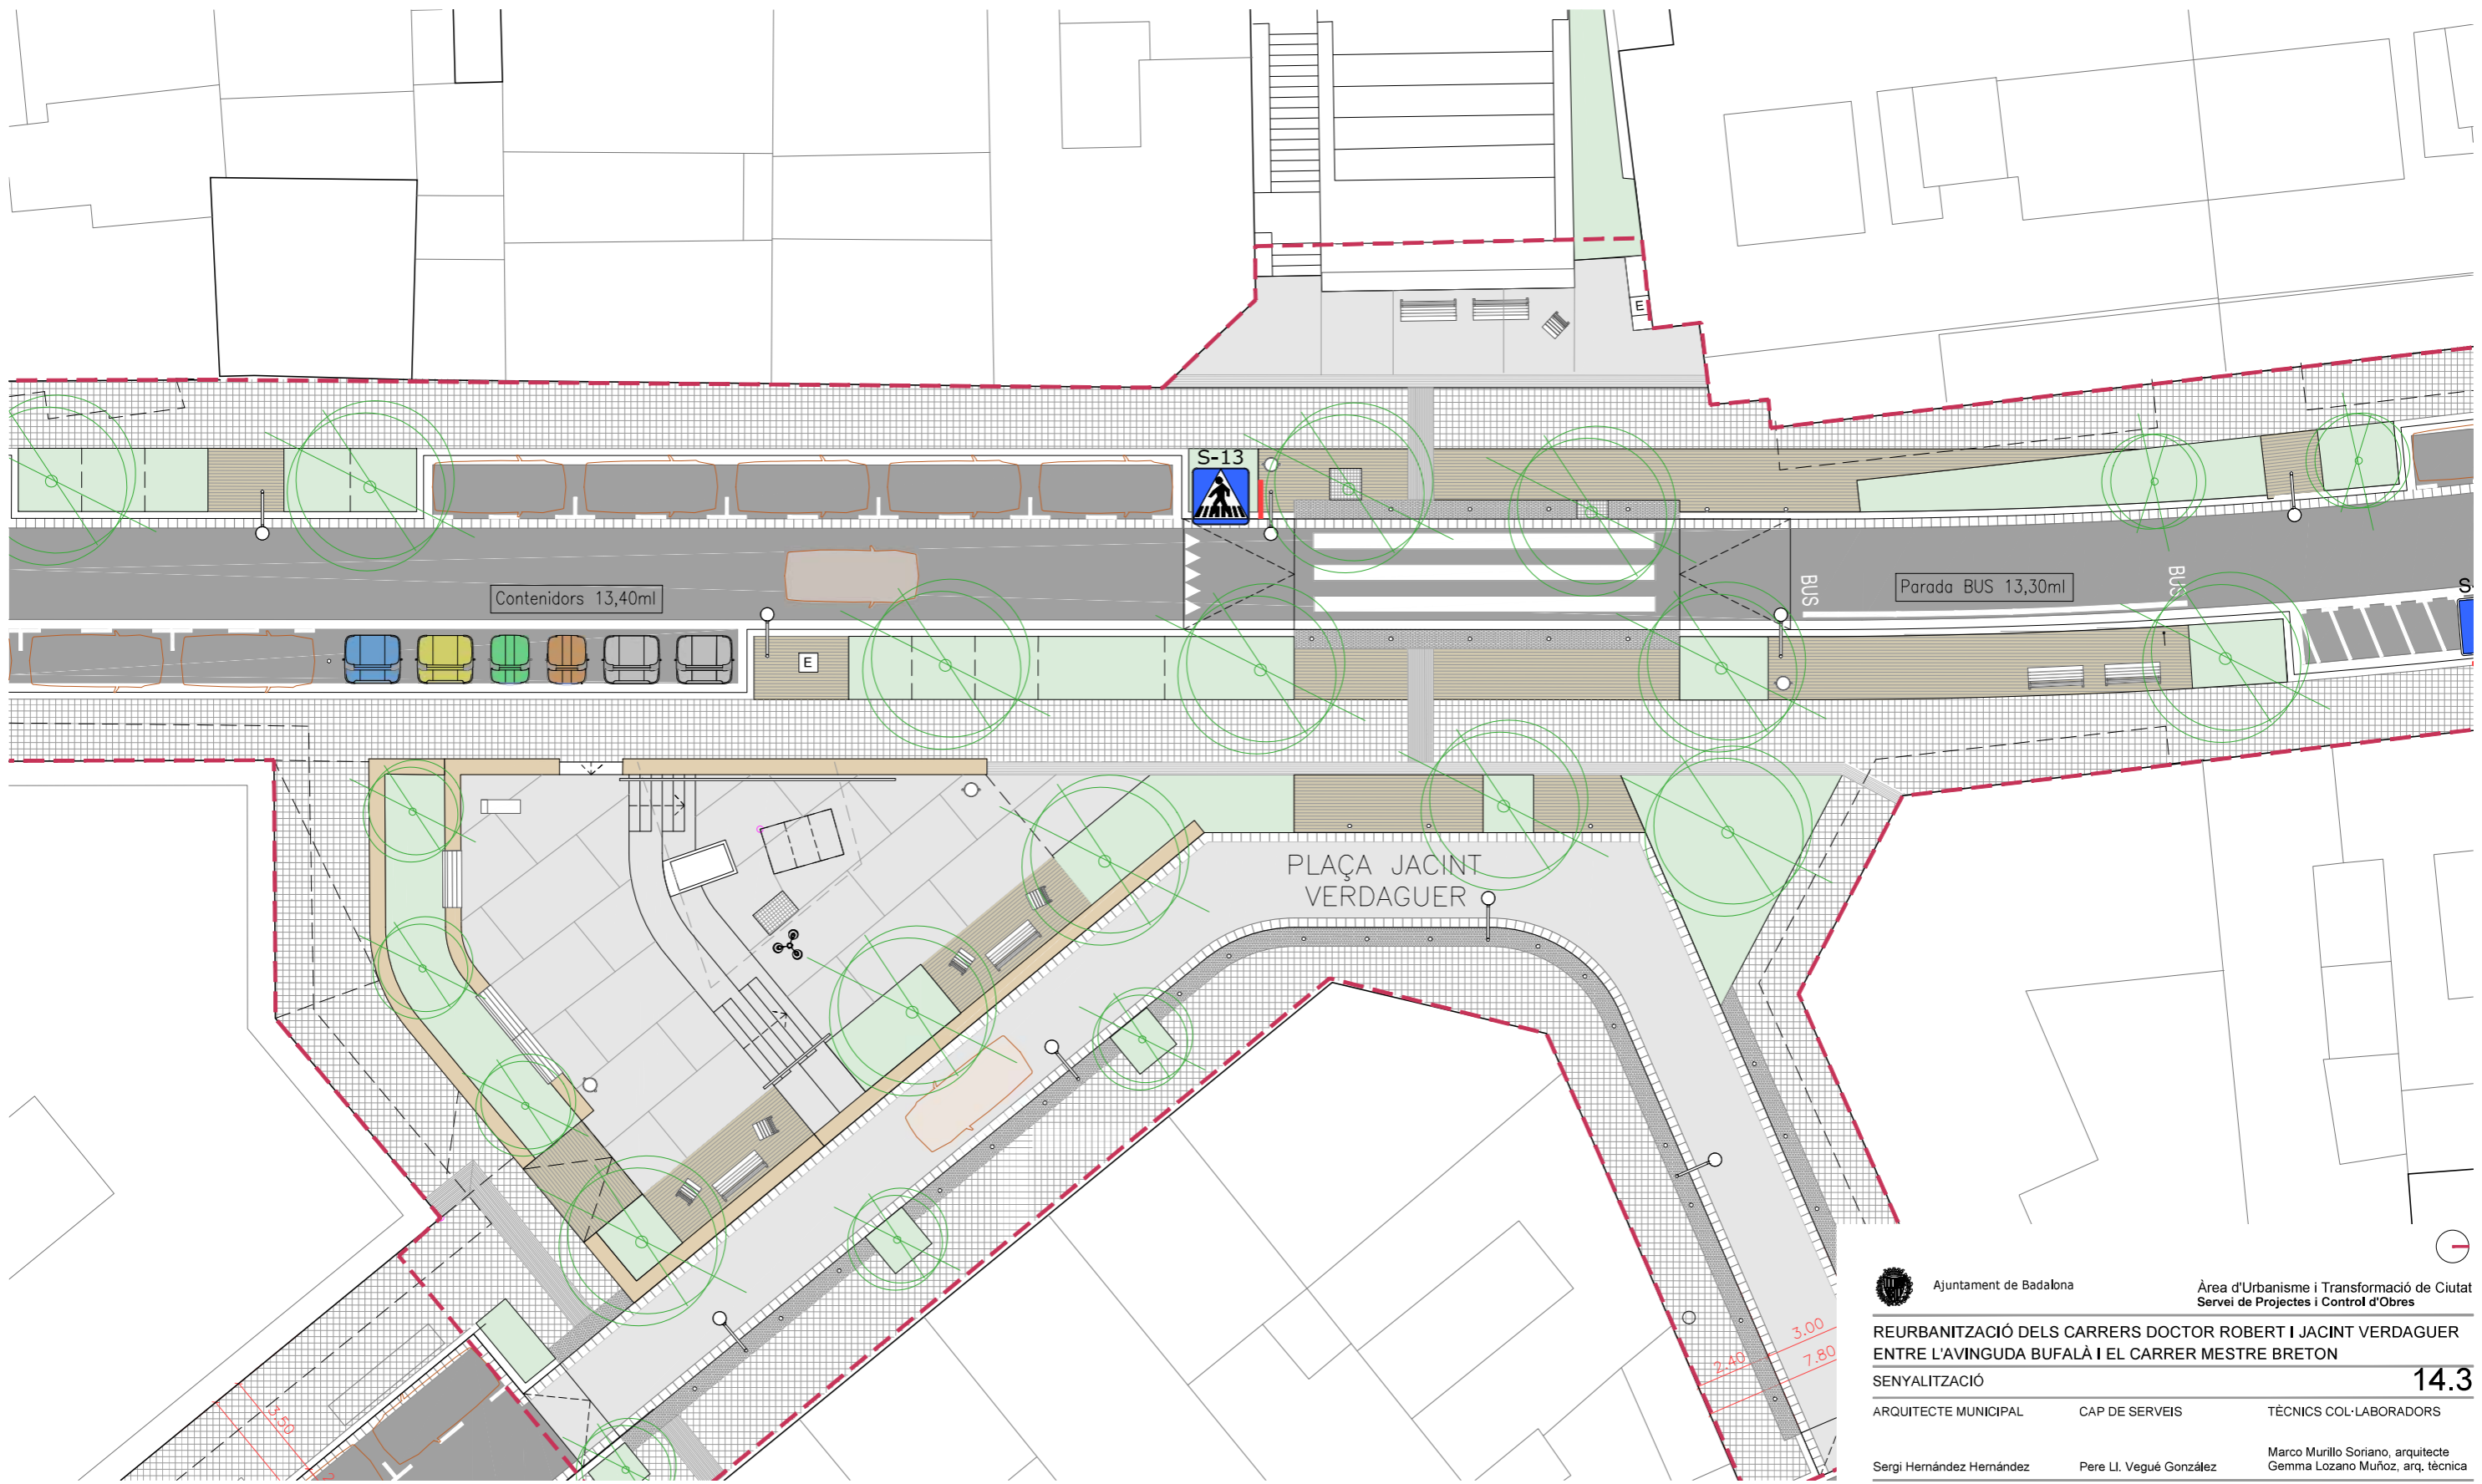 E
S-13
BUS
Parada BUS 13,30ml
BUS
Contenidors 13,40ml
E
PLAÇA JACINT
VERDAGUER
3.00
2.40
7.80
3.50
Ajuntament de Badalona
Àrea d'Urbanisme i Transformació de Ciutat
Servei de Projectes i Control d'Obres
REURBANITZACIÓ DELS CARRERS DOCTOR ROBERT I JACINT VERDAGUER
ENTRE L'AVINGUDA BUFALÀ I EL CARRER MESTRE BRETON
SENYALITZACIÓ
14.3
ARQUITECTE MUNICIPAL
CAP DE SERVEIS
TÈCNICS COL·LABORADORS
Sergi Hernández Hernández
Pere Ll. Vegué González
Marco Murillo Soriano, arquitecte
Gemma Lozano Muñoz, arq. tècnica